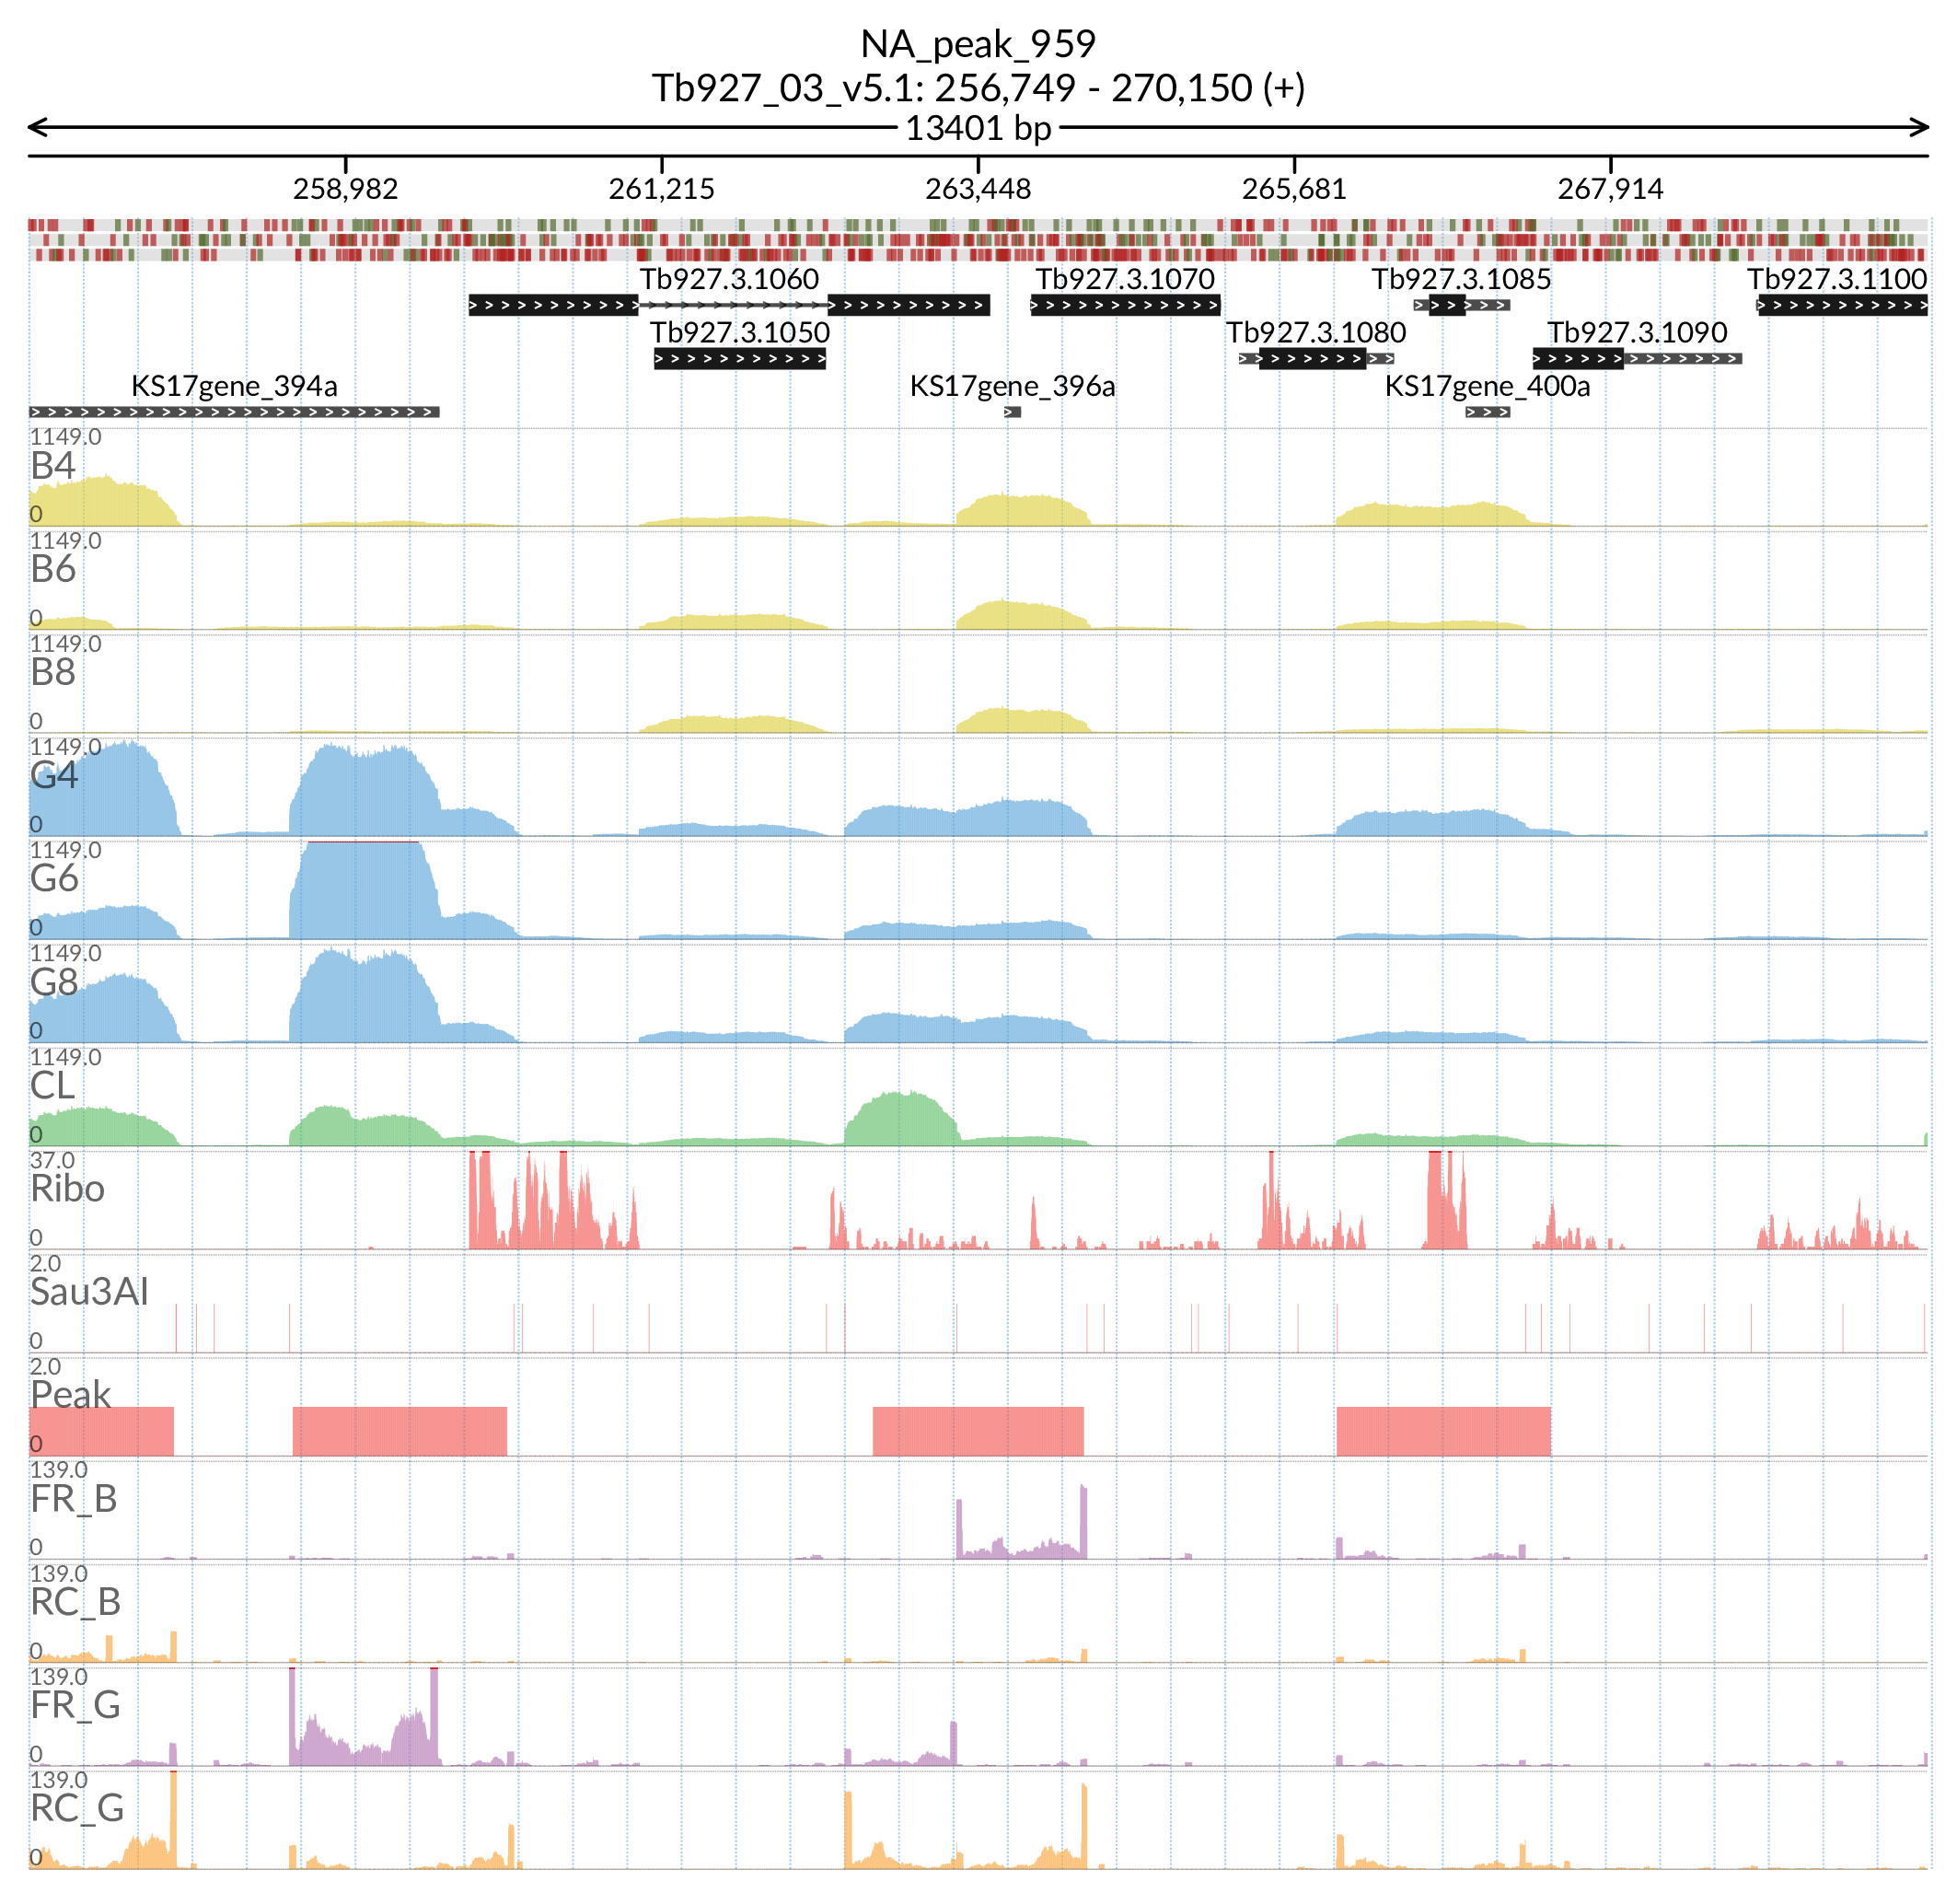 NA_peak_959
Tb927_03_v5.1: 256,749 - 270,150 (+)
13401 bp
258,982 261,215 263,448 265,681 267,914
Tb927.3.1060 Tb927.3.1070 Tb927.3.1085 Tb927.3.1100
Tb927.3.1050 Tb927.3.1080 Tb927.3.1090
KS17gene_394a KS17gene_396a KS17gene_400a
1149.0
B4
0
1149.0
B6
0
1149.0
B8
0
1149.0
G4
0
1149.0
G6
0
1149.0
G8
0
1149.0
CL
0
37.0
Ribo
0
2.0
Sau3AI
0
2.0
Peak
0
139.0
FR_B
0
139.0
RC_B
0
139.0
FR_G
0
139.0
RC_G
0